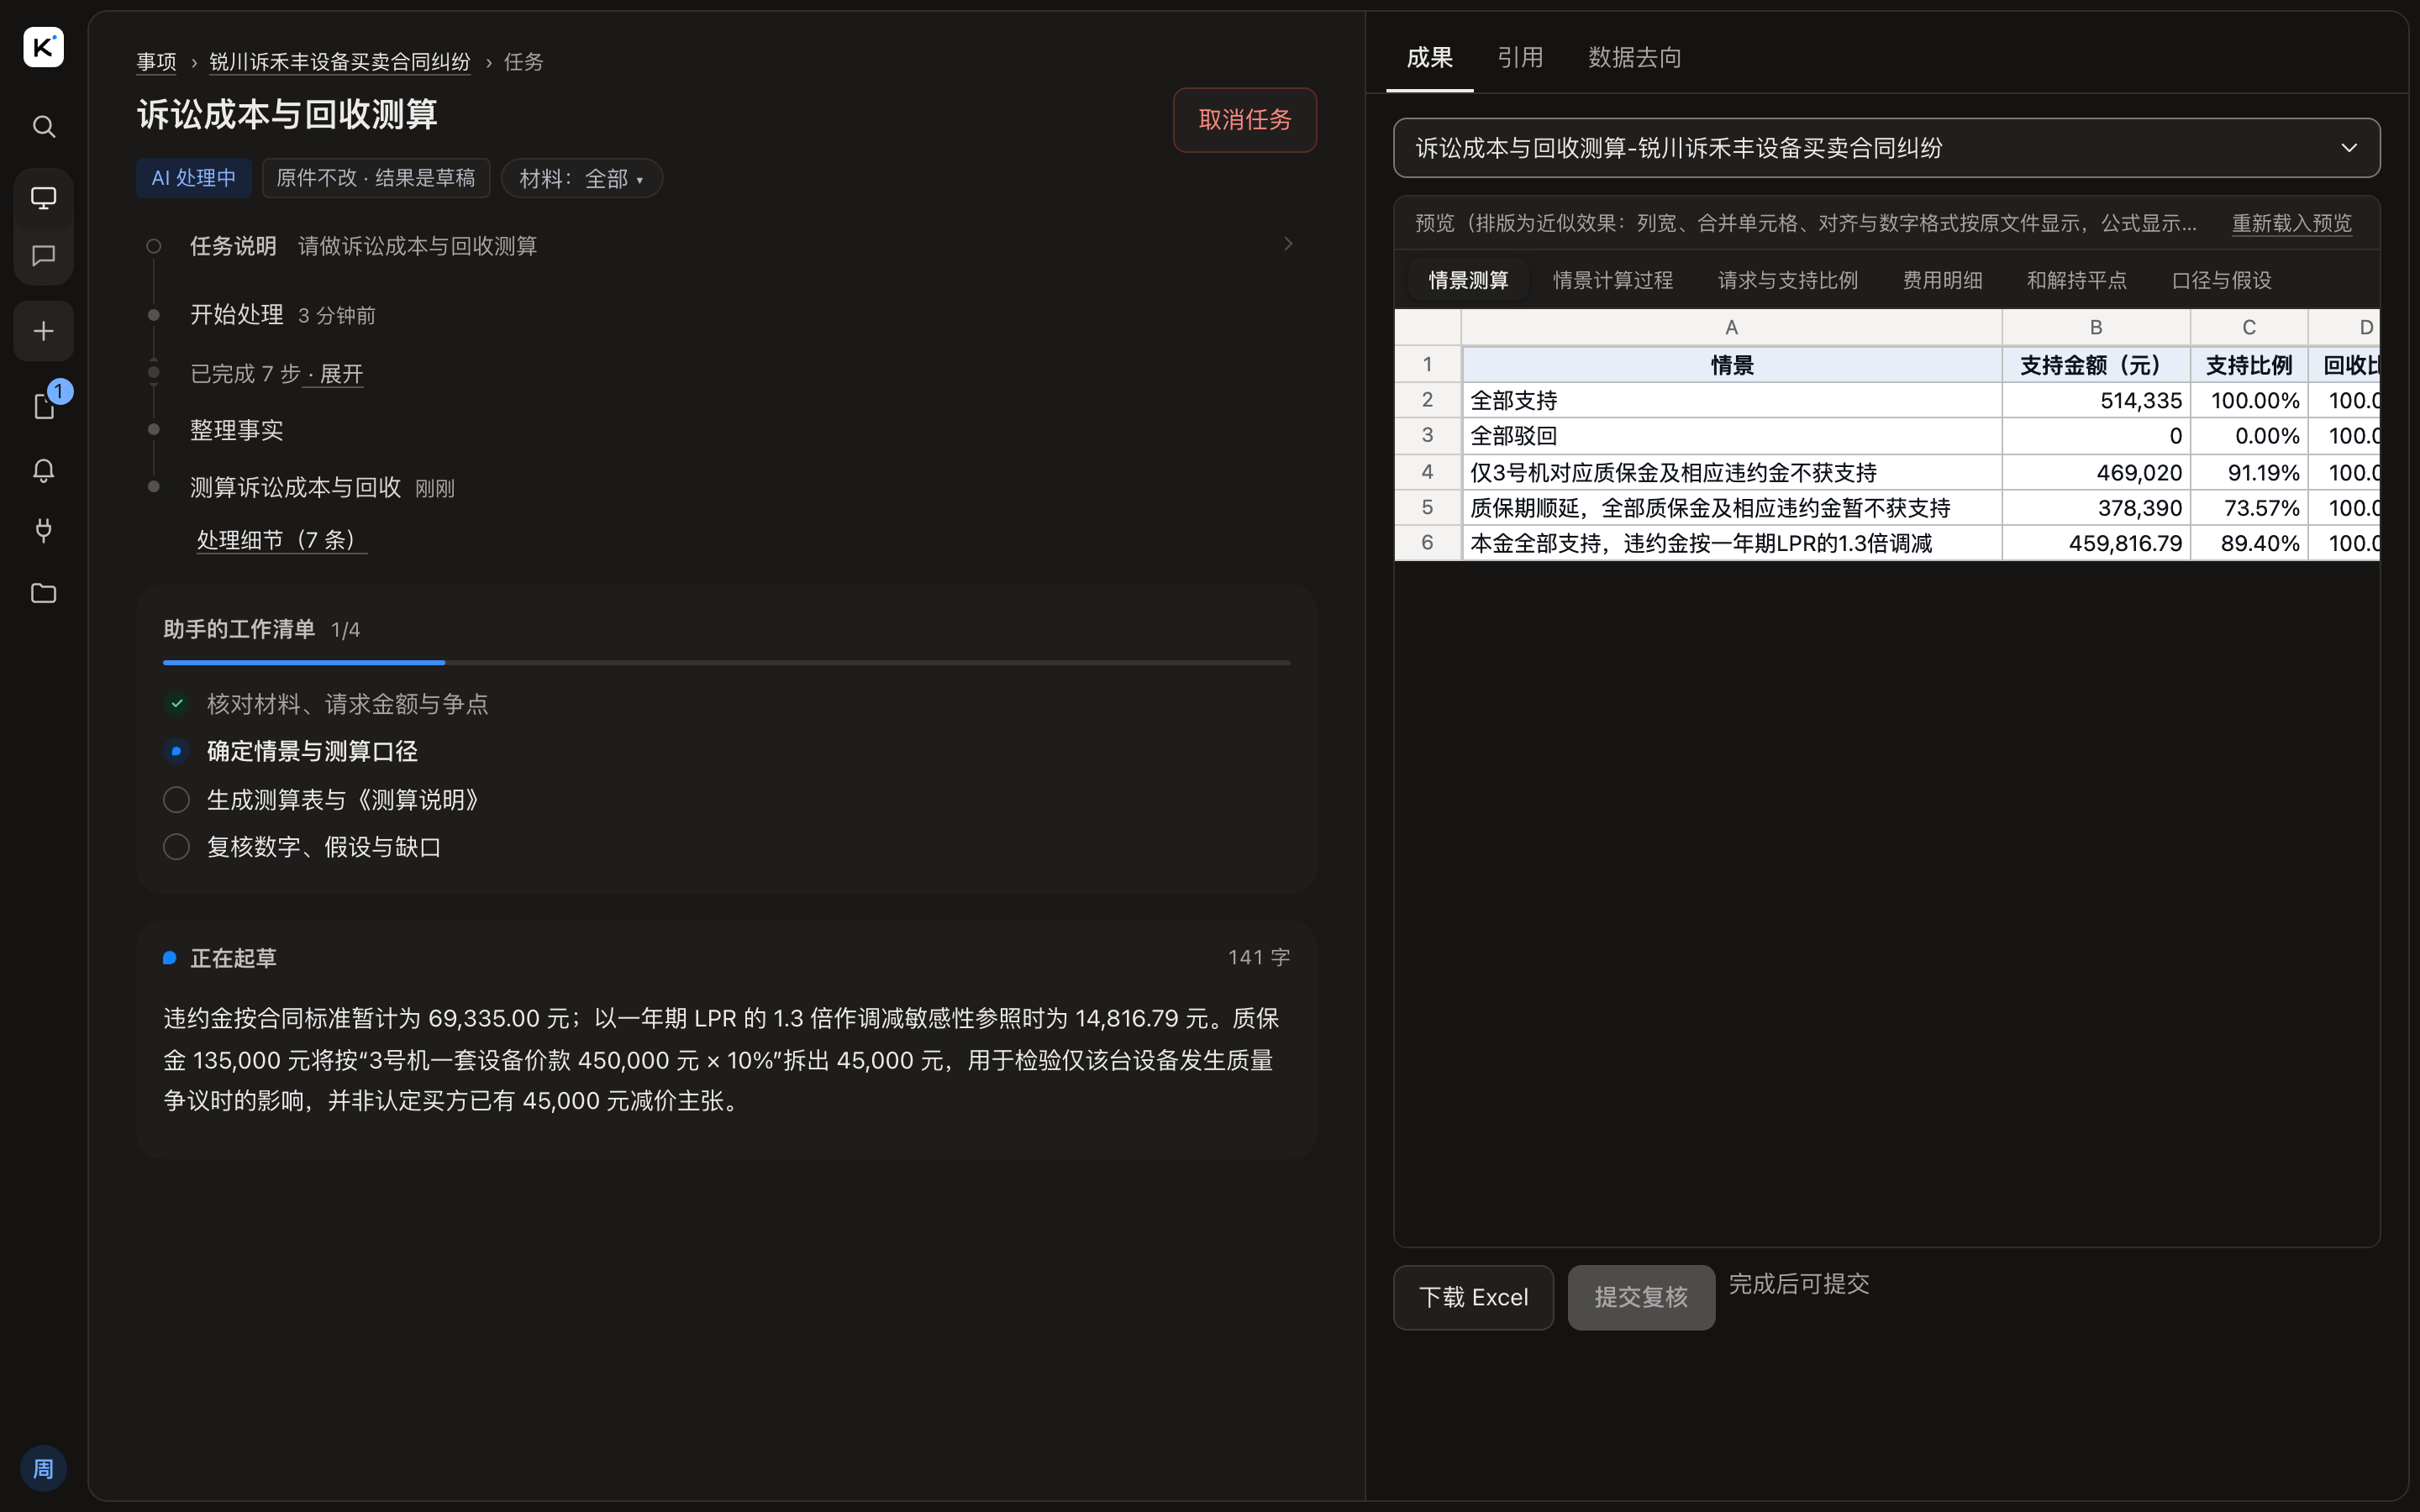 K
事项 › 锐川诉禾丰设备买卖合同纠纷 › 任务
诉讼成本与回收测算
取消任务
AI 处理中
原件不改 · 结果是草稿
材料：全部 ▾
任务说明 请做诉讼成本与回收测算
开始处理 3 分钟前
已完成 7 步 · 展开
整理事实
测算诉讼成本与回收 刚刚
处理细节（7 条）
助手的工作清单 1/4
核对材料、请求金额与争点
确定情景与测算口径
生成测算表与《测算说明》
复核数字、假设与缺口
正在起草 141 字
违约金按合同标准暂计为 69,335.00 元；以一年期 LPR 的 1.3 倍作调减敏感性参照时为 14,816.79 元。质保
金 135,000 元将按“3号机一套设备价款 450,000 元 × 10%”拆出 45,000 元，用于检验仅该台设备发生质量
争议时的影响，并非认定买方已有 45,000 元减价主张。
1
周
成果 引用 数据去向
诉讼成本与回收测算-锐川诉禾丰设备买卖合同纠纷
预览（排版为近似效果：列宽、合并单元格、对齐与数字格式按原文件显示，公式显示... 重新载入预览
情景测算 情景计算过程 请求与支持比例 费用明细 和解持平点 口径与假设
A B C D
1 情景 支持金额（元） 支持比例 回收比
2 全部支持 514,335 100.00% 100.0
3 全部驳回 0 0.00% 100.0
4 仅3号机对应质保金及相应违约金不获支持 469,020 91.19% 100.0
5 质保期顺延，全部质保金及相应违约金暂不获支持 378,390 73.57% 100.0
6 本金全部支持，违约金按一年期LPR的1.3倍调减 459,816.79 89.40% 100.0
下载 Excel 提交复核 完成后可提交